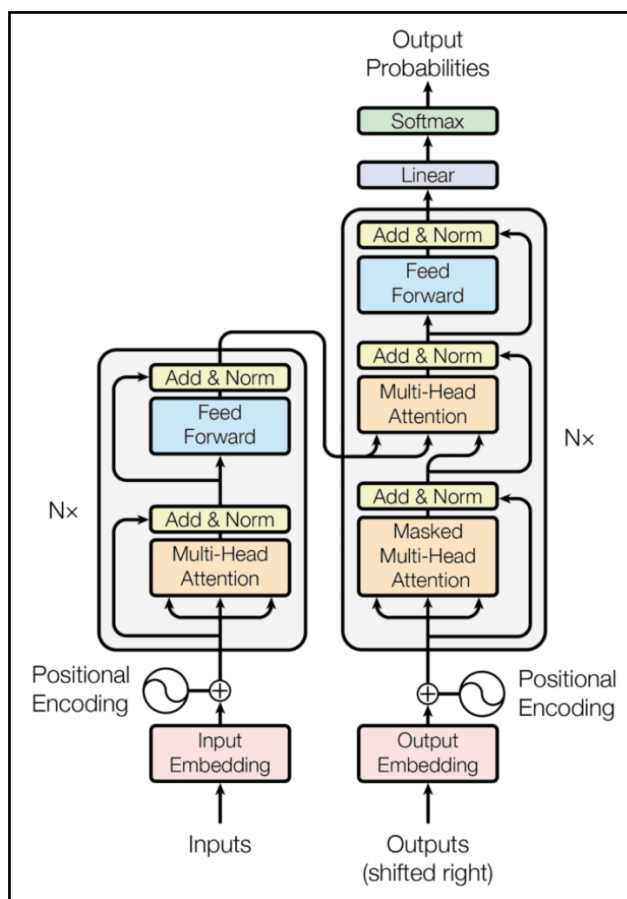 Output
Probabilities
Softmax
Linear
Add & Norm
Feed
Forward
Add & Norm
Multi-Head
Attention
N×
Add & Norm
Masked
Multi-Head
Attention
Add & Norm
Feed
Forward
N×
Add & Norm
Multi-Head
Attention
Positional
Encoding
Positional
Encoding
Input
Embedding
Output
Embedding
Inputs
Outputs
(shifted right)